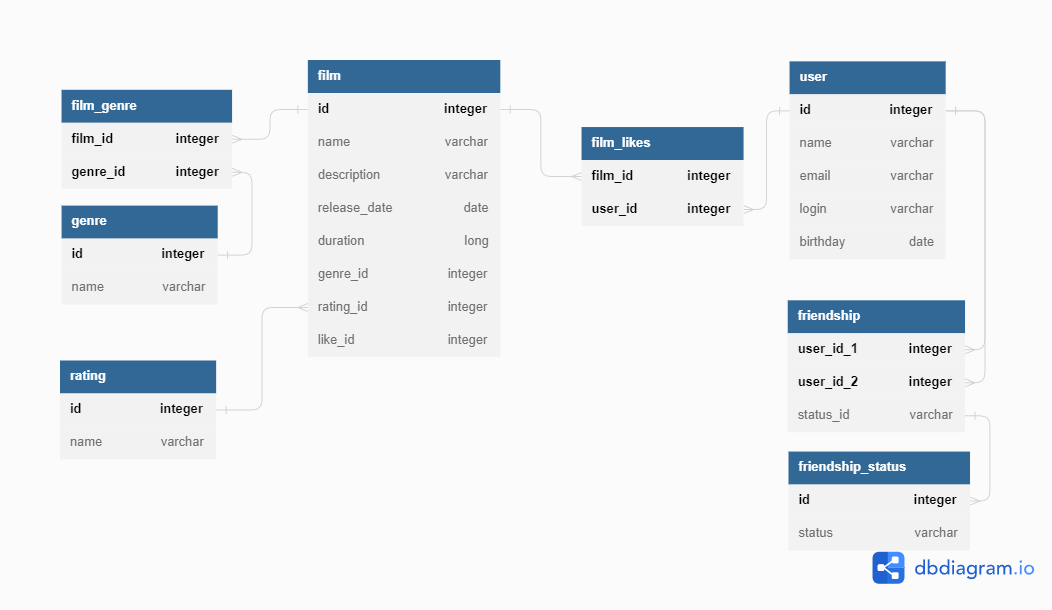 film_genre
film_id integer
genre_id integer
genre
id integer
name varchar
rating
id integer
name varchar
film
id integer
name varchar
description varchar
release_date date
duration long
genre_id integer
rating_id integer
like_id integer
film_likes
film_id integer
user_id integer
user
id integer
name varchar
email varchar
login varchar
birthday date
friendship
user_id_1 integer
user_id_2 integer
status_id varchar
friendship_status
id integer
status varchar
dbdiagram.io